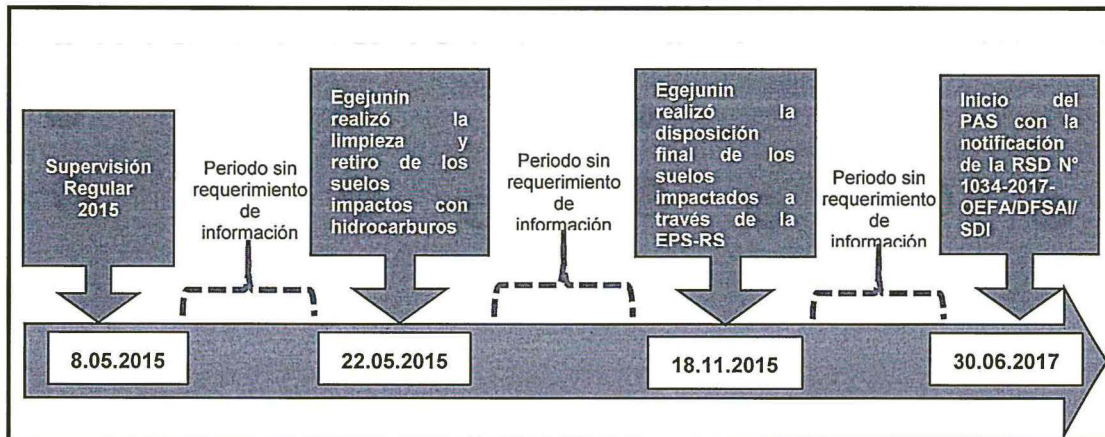 Supervisión
Regular
2015
Periodo sin
requerimiento
de
información
Egejunin
realizó la
limpieza y
retiro de los
suelos
impactos con
hidrocarburos
Periodo sin
requerimiento
de
información
Egejunin
realizó la
disposición
final de los
suelos
impactados a
través de la
EPS-RS
Periodo sin
requerimiento
de
información
Inicio del
PAS con la
notificación
de la RSD N°
1034-2017-
OEFA/DFSAI/
SDI
8.05.2015
22.05.2015
18.11.2015
30.06.2017